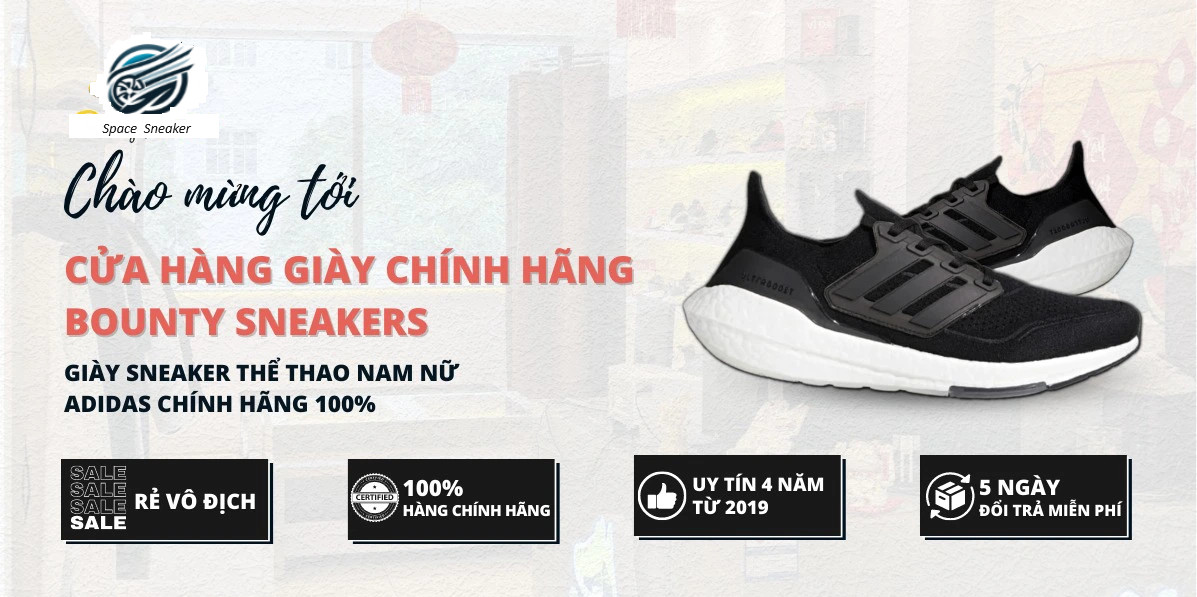 Space Sneaker
Chào mừng tới
CỬA HÀNG GIÀY CHÍNH HÃNG
BOUNTY SNEAKERS
GIÀY SNEAKER THỂ THAO NAM NỮ
ADIDAS CHÍNH HÃNG 100%
ULTRABOOST
ULTRABOOST
SALE
SALE
SALE
SALE
RẺ VÔ ĐỊCH
CERTIFIED
100%
HÀNG CHÍNH HÃNG
UY TÍN 4 NĂM
TỪ 2019
5 NGÀY
ĐỔI TRẢ MIỄN PHÍ